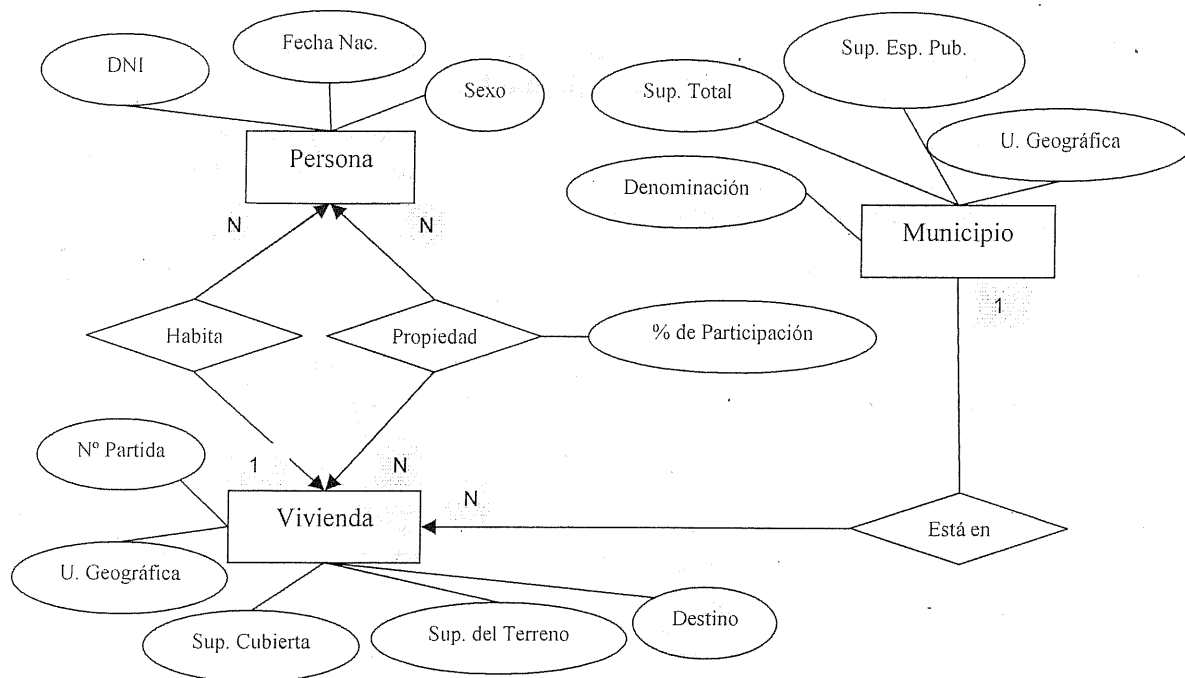 Fecha Nac.
DNI
Sexo
Persona
Sup. Esp. Pub.
Sup. Total
U. Geográfica
Denominación
Municipio
N
N
1
Habita
Propiedad
% de Participación
Nº Partida
1
N
N
Vivienda
Está en
U. Geográfica
Sup. Cubierta
Sup. del Terreno
Destino